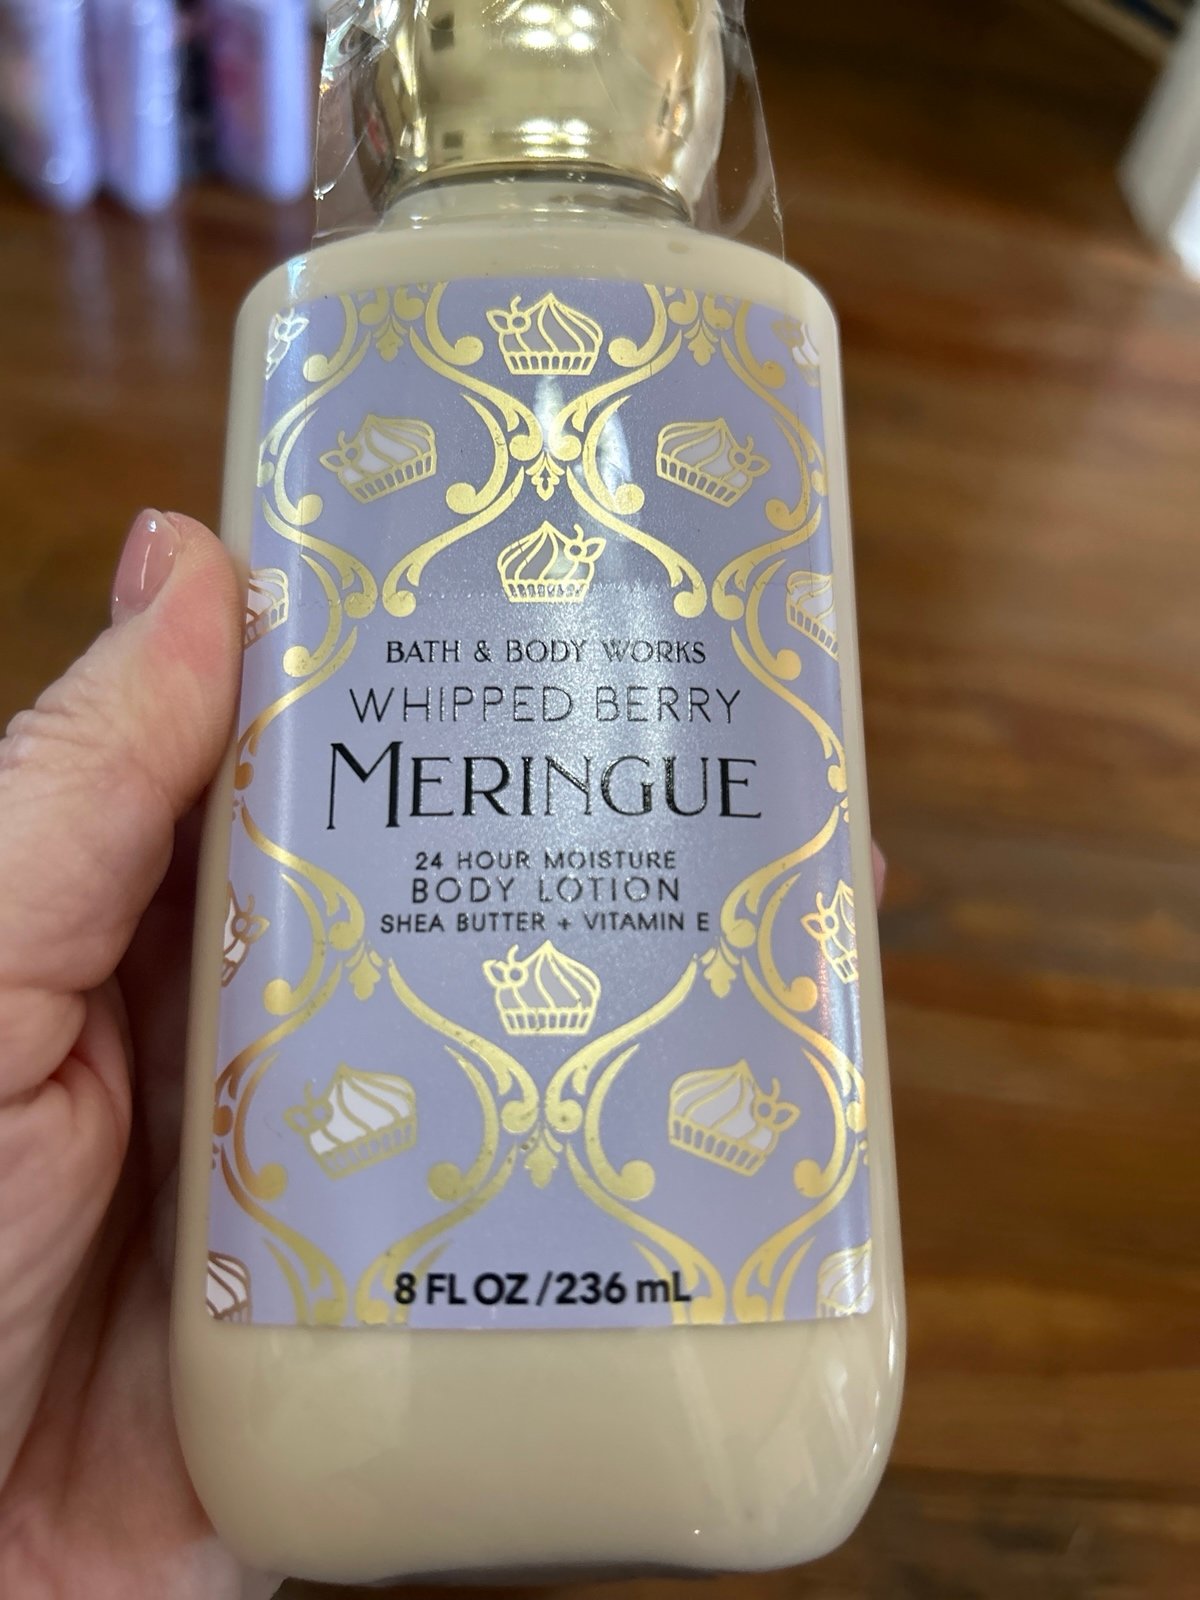 BATH & BODY WORKS
WHIPPED BERRY
MERINGUE
24 HOUR MOISTURE
BODY LOTION
SHEA BUTTER + VITAMIN E
8 FL OZ / 236 mL